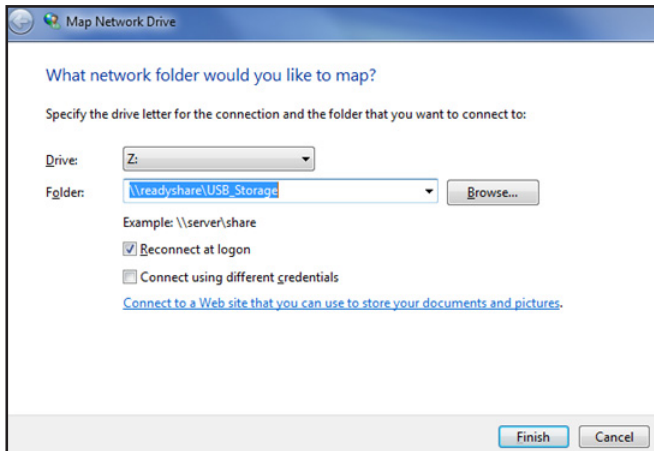 Map Network Drive
What network folder would you like to map?
Specify the drive letter for the connection and the folder that you want to connect to:
Drive: Z:
Folder: \\readyshare\USB_Storage Browse...
Example: \\server\share
Reconnect at logon
Connect using different credentials
Connect to a Web site that you can use to store your documents and pictures.
Finish Cancel